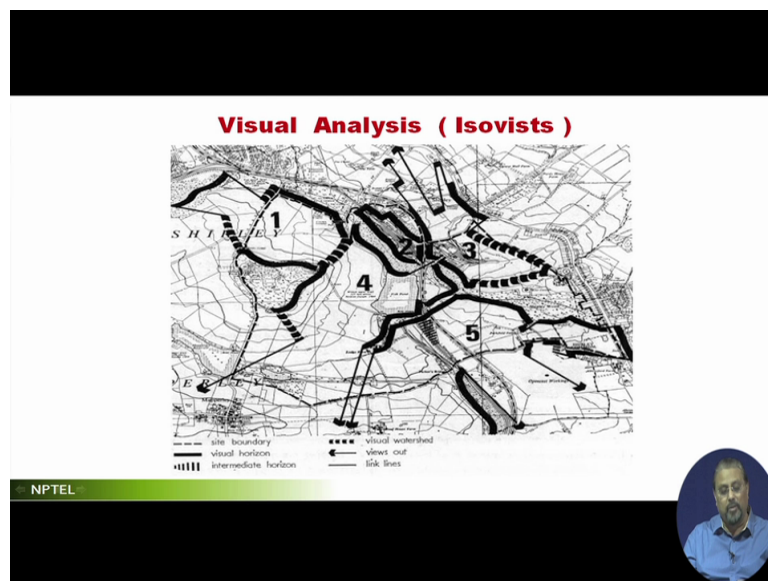 Visual Analysis ( Isovists )
1
SHIRLEY
2
3
4
5
site boundary
visual horizon
intermediate horizon
visual watershed
views out
link lines
NPTEL